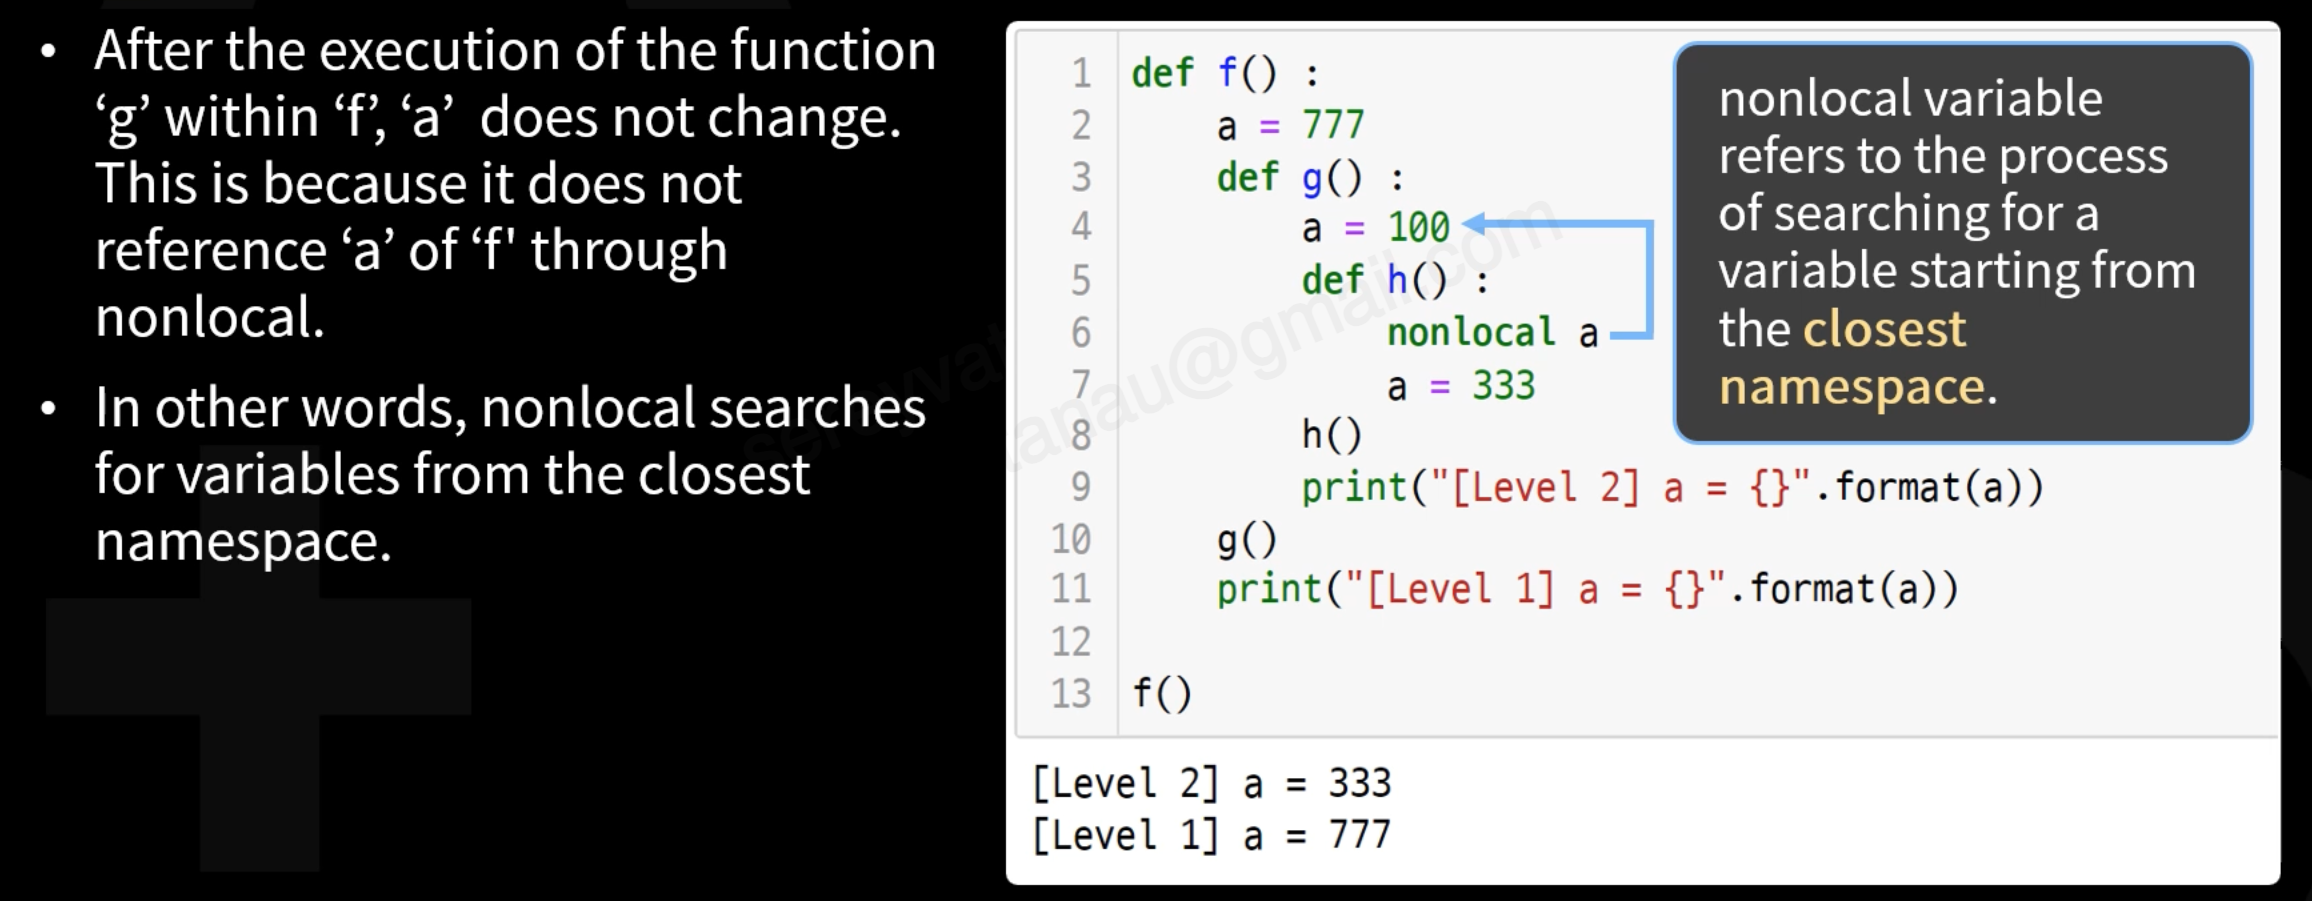 • After the execution of the function
‘g’ within ‘f’, ‘a’ does not change.
This is because it does not
reference ‘a’ of ‘f' through
nonlocal.
• In other words, nonlocal searches
for variables from the closest
namespace.
1 def f() :
2     a = 777
3     def g() :
4         a = 100
5         def h() :
6             nonlocal a
7             a = 333
8         h()
9         print("[Level 2] a = {}".format(a))
10     g()
11     print("[Level 1] a = {}".format(a))
12
13 f()
nonlocal variable
refers to the process
of searching for a
variable starting from
the closest
namespace.
[Level 2] a = 333
[Level 1] a = 777